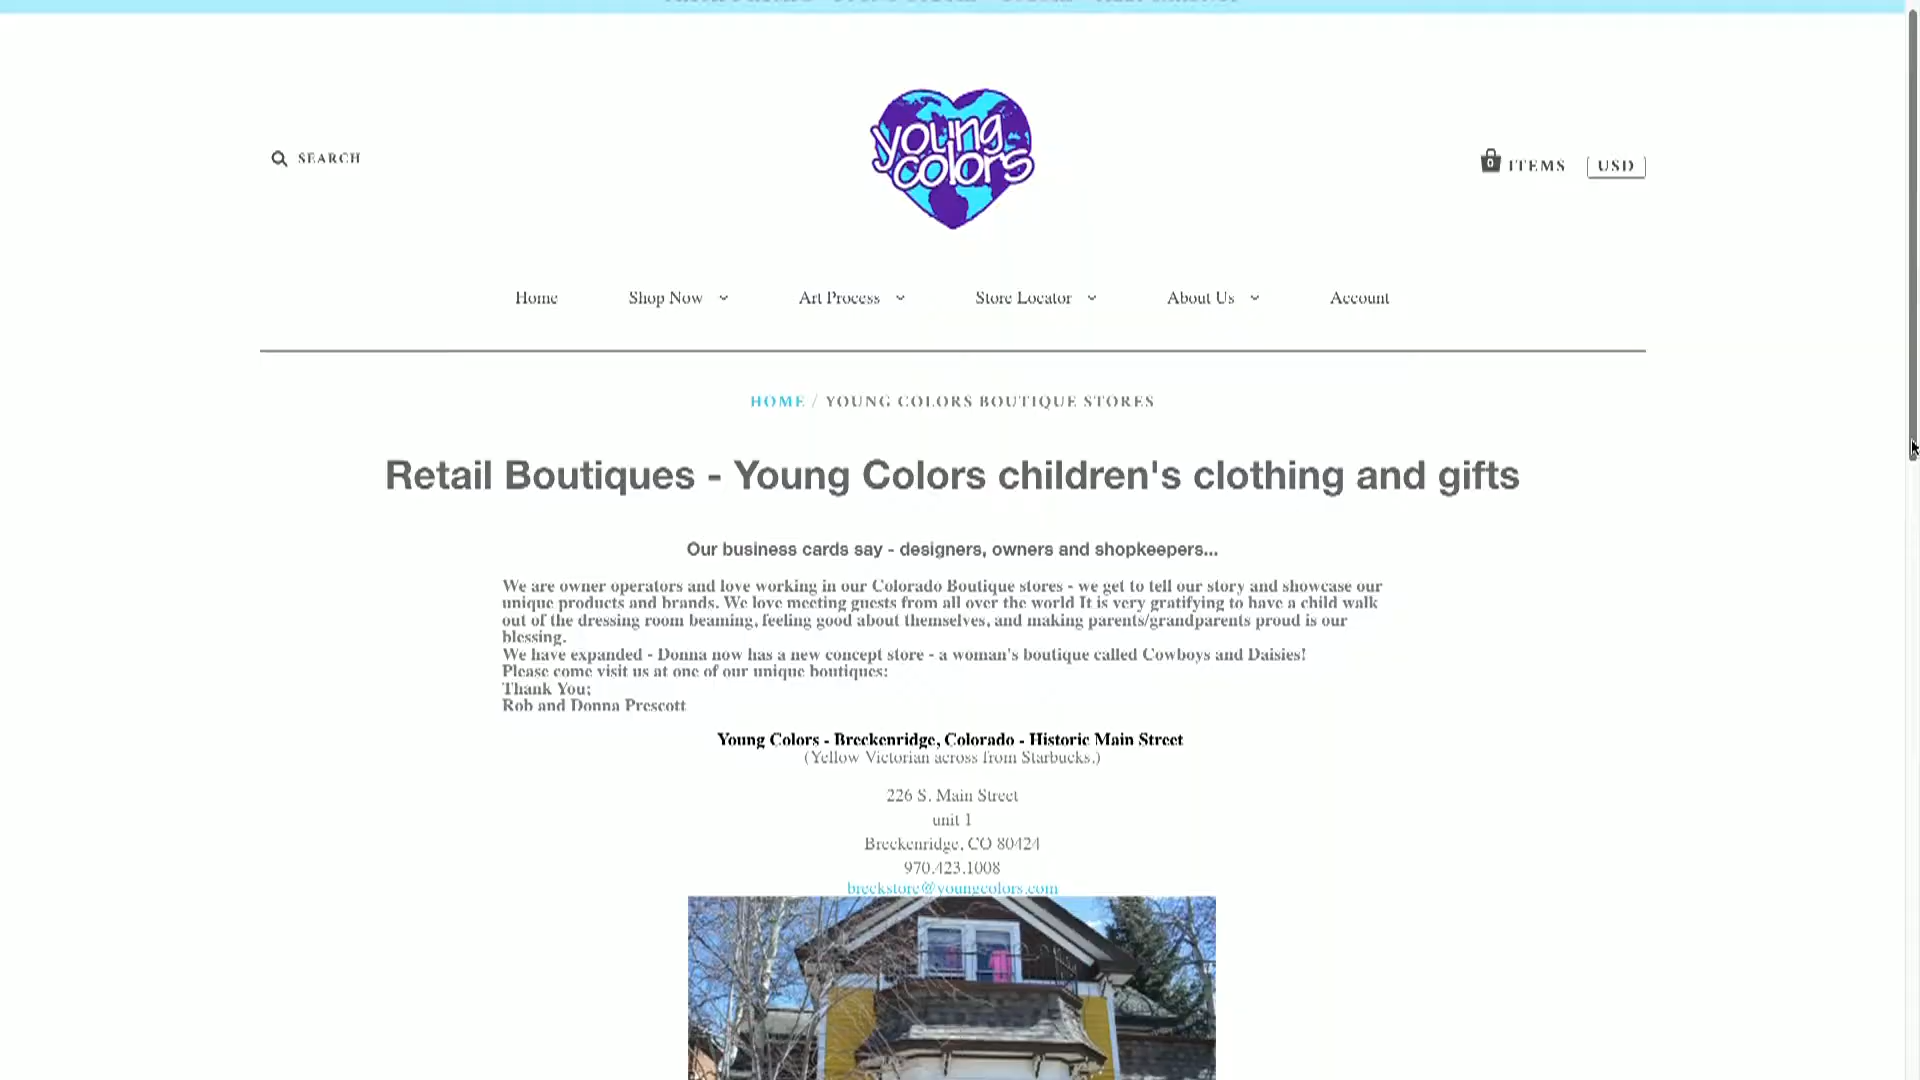 young
colors
SEARCH
0 ITEMS USD
Home Shop Now Art Process Store Locator About Us Account
HOME / YOUNG COLORS BOUTIQUE STORES
Retail Boutiques - Young Colors children's clothing and gifts
Our business cards say - designers, owners and shopkeepers...
We are owner operators and love working in our Colorado Boutique stores - we get to tell our story and showcase our
unique products and brands. We love meeting guests from all over the world It is very gratifying to have a child walk
out of the dressing room beaming, feeling good about themselves, and making parents/grandparents proud is our
blessing.
We have expanded - Donna now has a new concept store - a woman's boutique called Cowboys and Daisies!
Please come visit us at one of our unique boutiques:
Thank You;
Rob and Donna Prescott
Young Colors - Breckenridge, Colorado - Historic Main Street
(Yellow Victorian across from Starbucks.)
226 S. Main Street
unit 1
Breckenridge, CO 80424
970.423.1008
breckstore@youngcolors.com